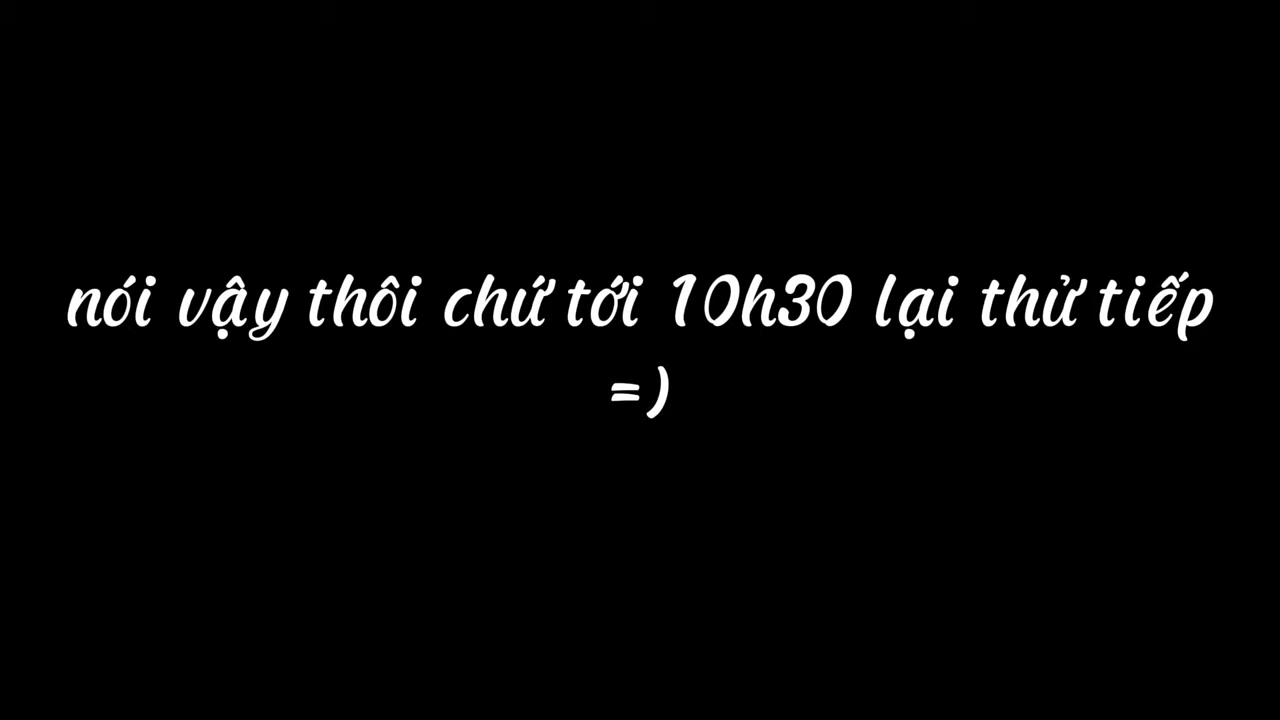 nói vậy thôi chứ tới 10h30 lại thử tiếp
=)